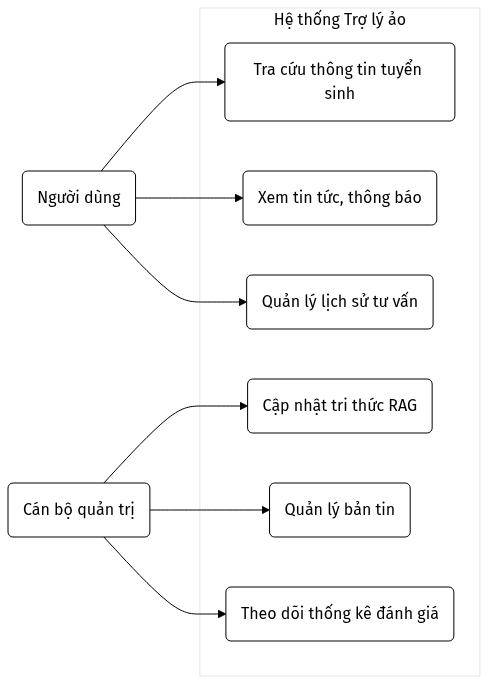 Hệ thống Trợ lý ảo
Tra cứu thông tin tuyển
sinh
Người dùng
Xem tin tức, thông báo
Quản lý lịch sử tư vấn
Cập nhật tri thức RAG
Cán bộ quản trị
Quản lý bản tin
Theo dõi thống kê đánh giá